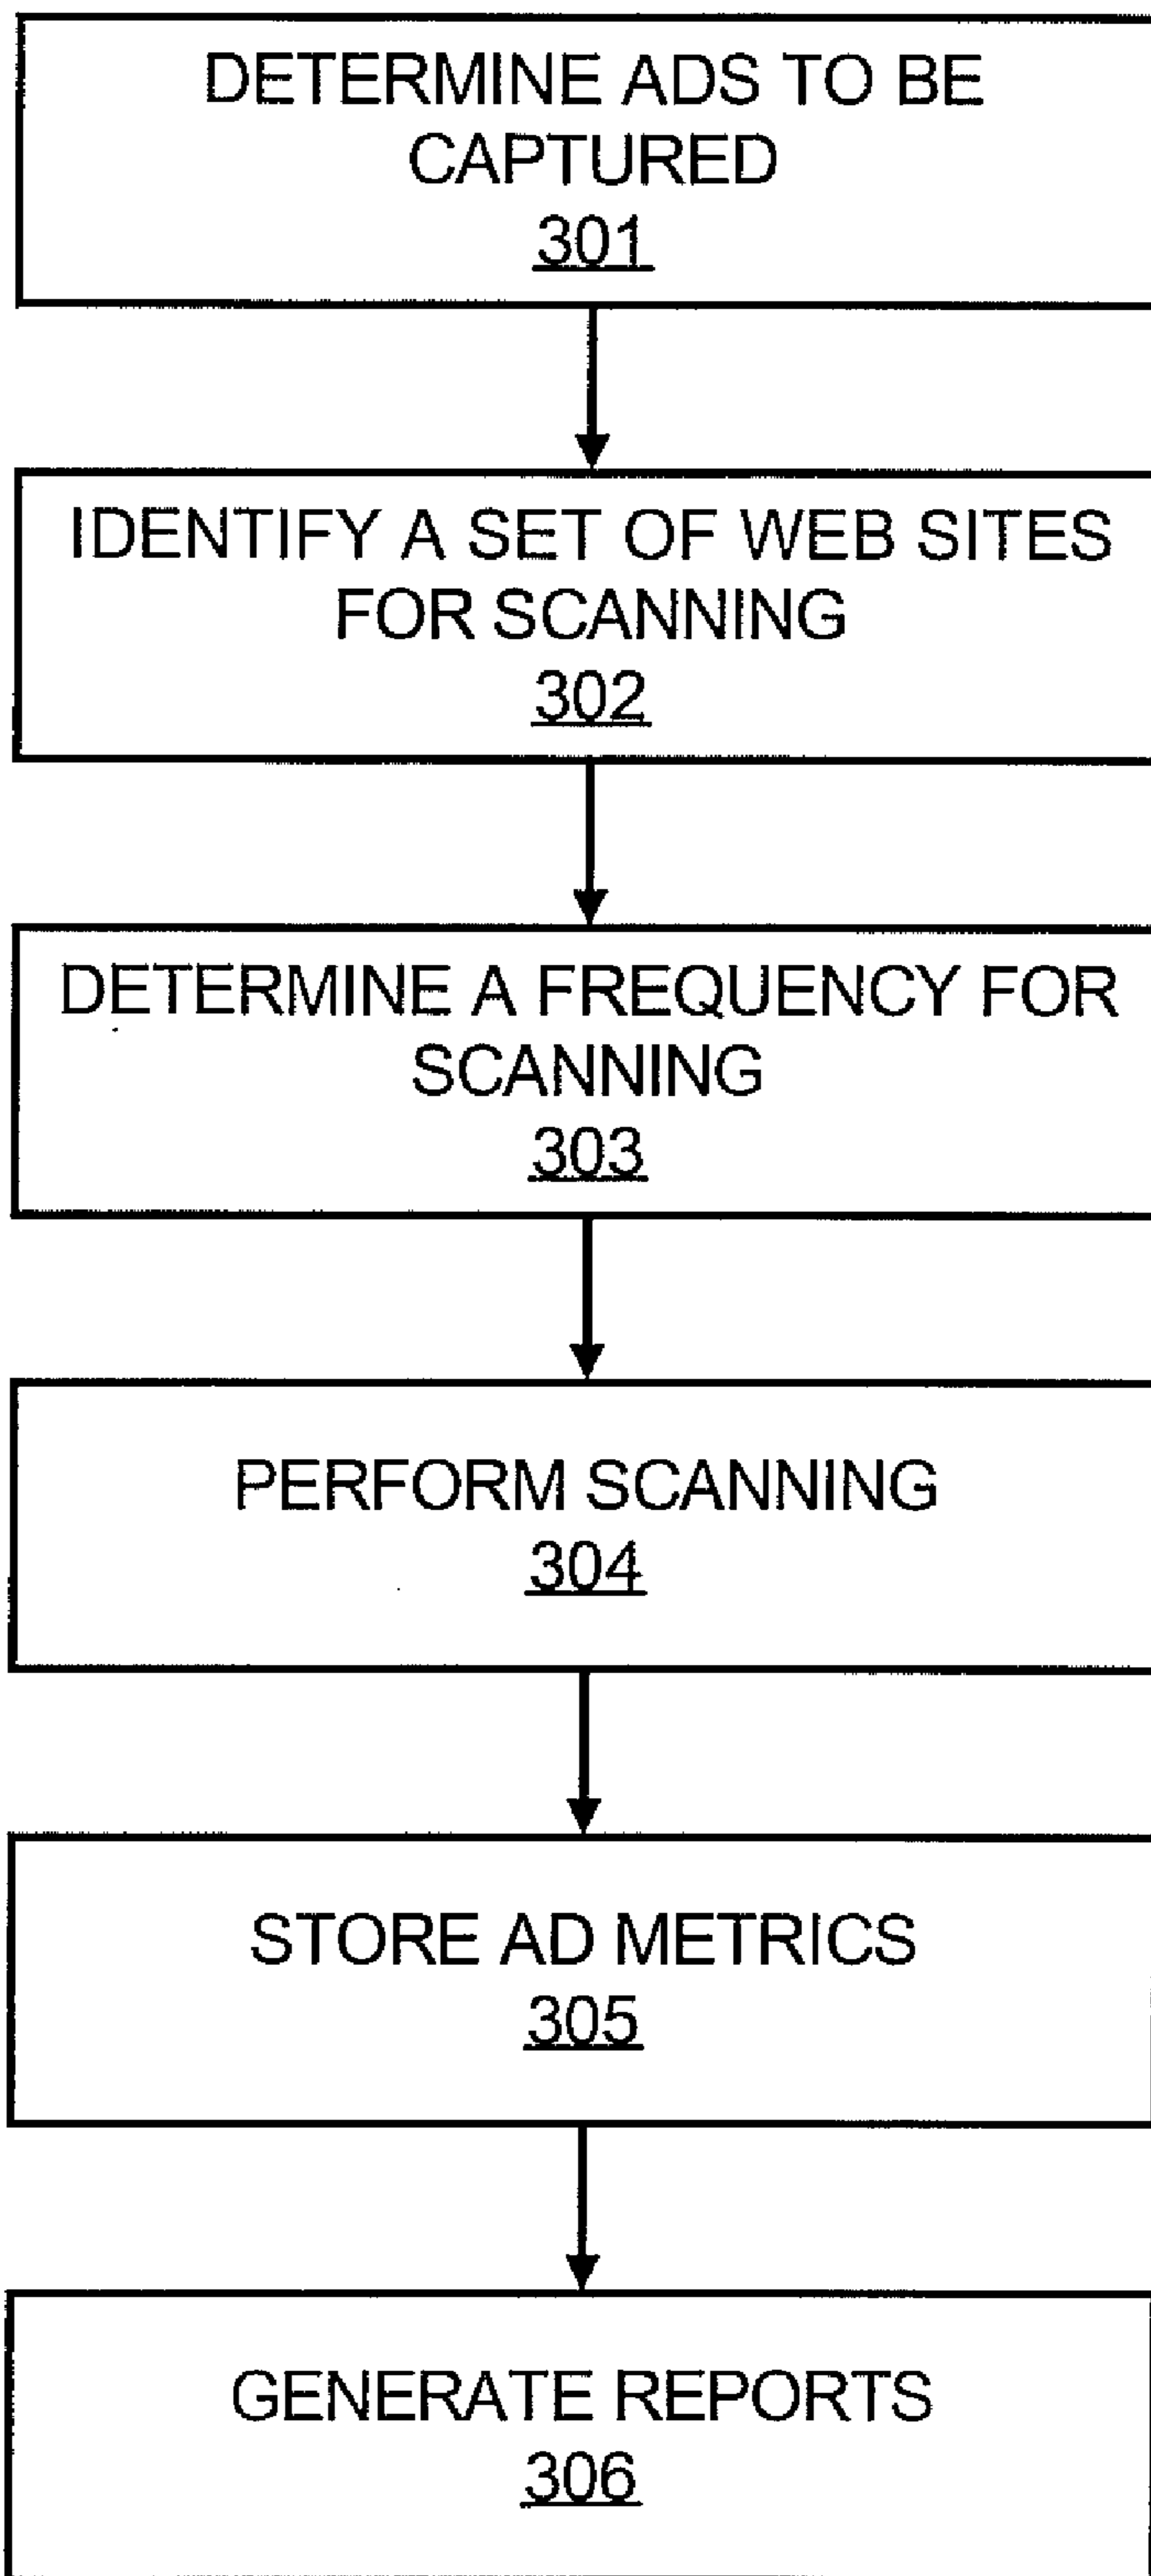 DETERMINE ADS TO BE
CAPTURED
301
IDENTIFY A SET OF WEB SITES
FOR SCANNING
302
DETERMINE A FREQUENCY FOR
SCANNING
303
PERFORM SCANNING
304
STORE AD METRICS
305
GENERATE REPORTS
306